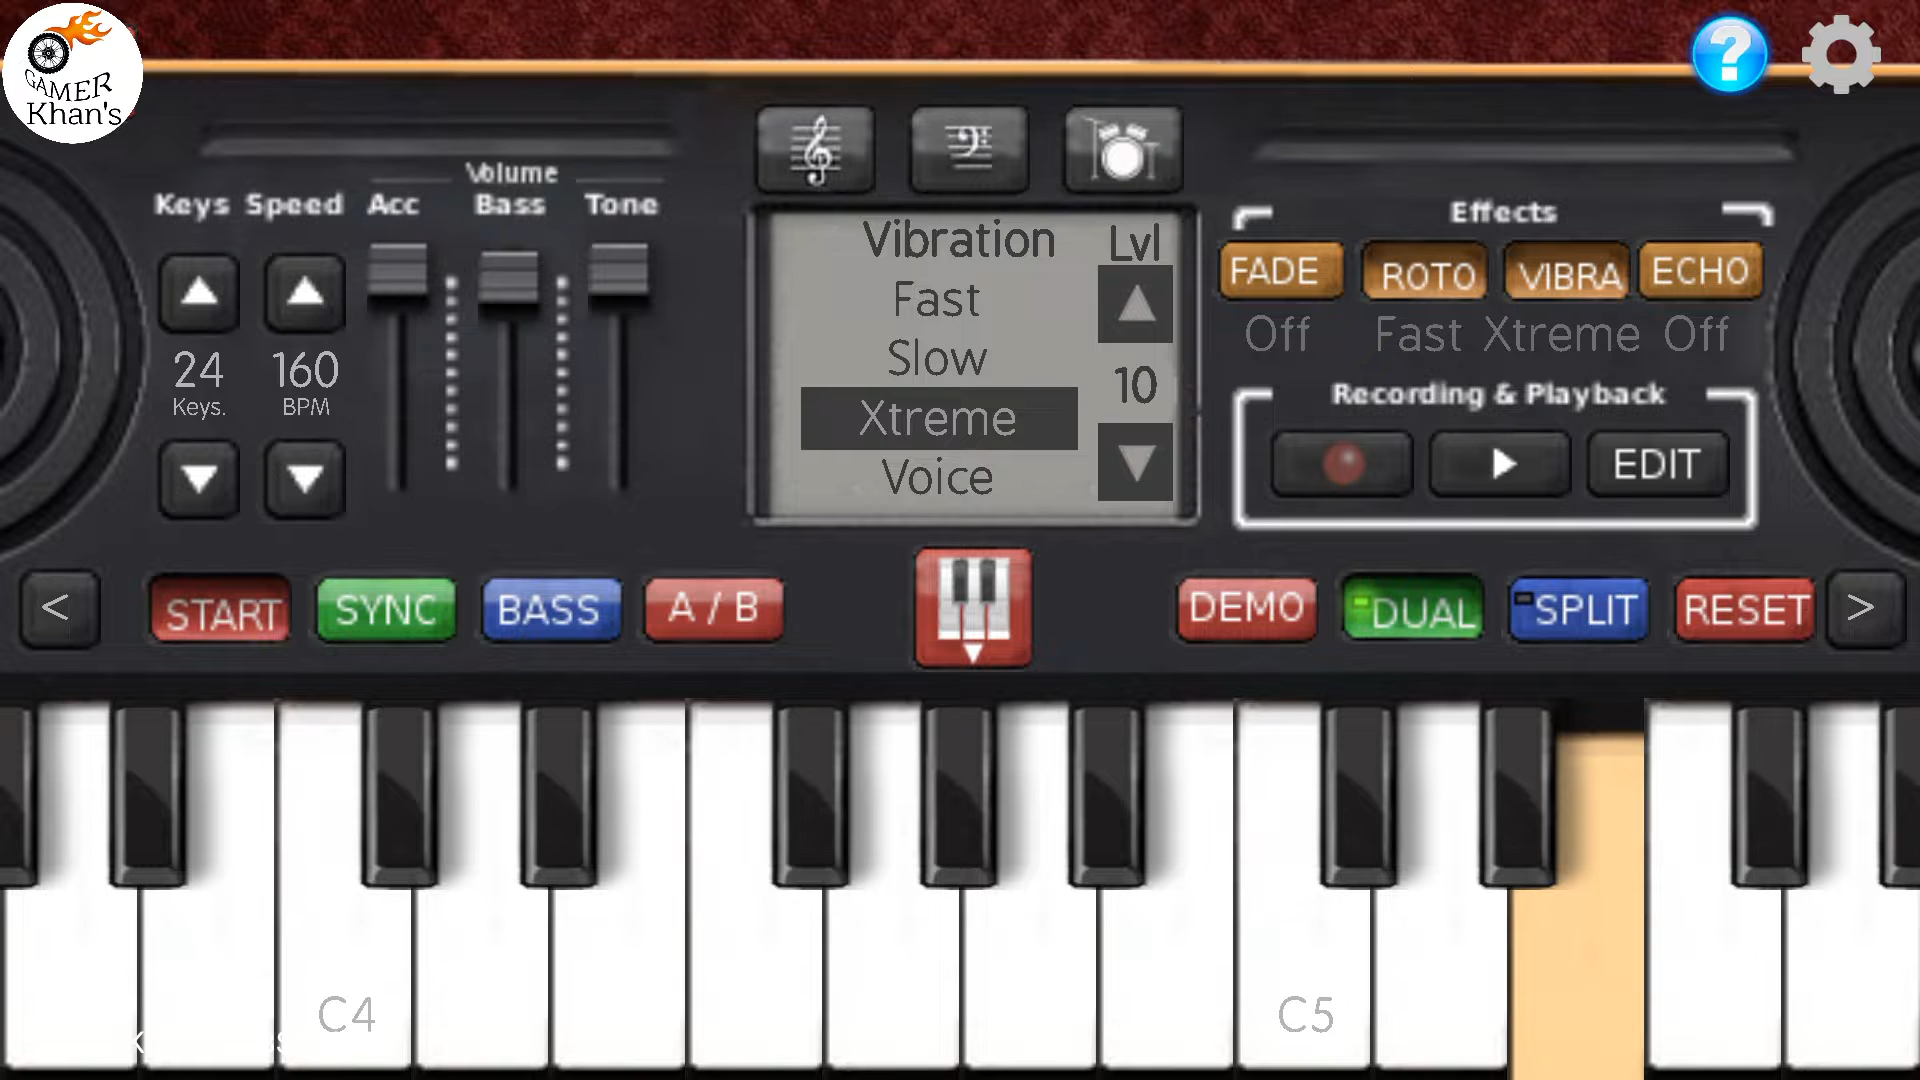 GAMER
Khan's
Volume
Keys Speed Acc Bass Tone
24
Keys.
160
BPM
Vibration
Fast
Slow
Xtreme
Voice
Lvl
10
Effects
FADE ROTO VIBRA ECHO
Off Fast Xtreme Off
Recording & Playback
EDIT
< START SYNC BASS A / B DEMO DUAL SPLIT RESET >
C4 C5